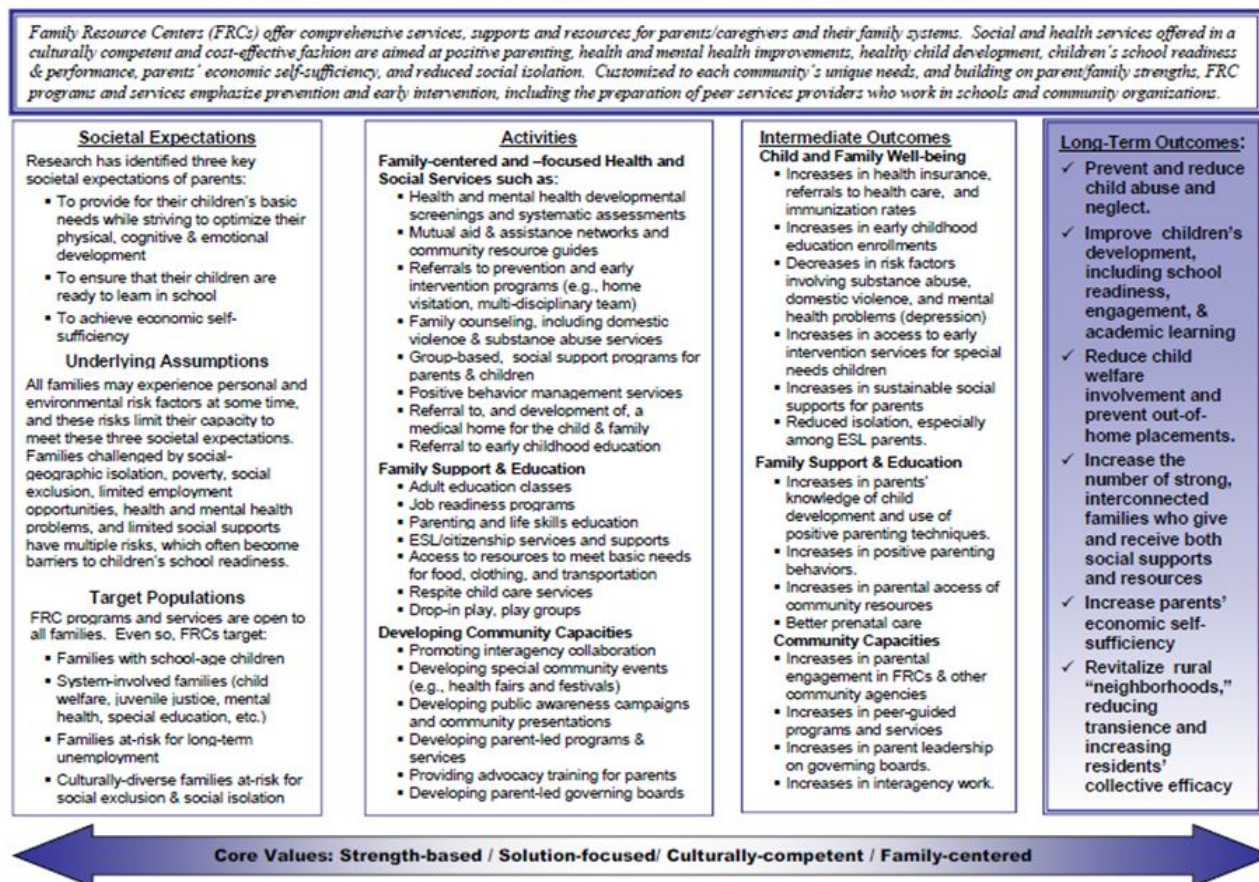 Family Resource Centers (FRCs) offer comprehensive services, supports and resources for parents/caregivers and their family systems. Social and health services offered in a
culturally competent and cost-effective fashion are aimed at positive parenting, health and mental health improvements, healthy child development, children's school readiness
& performance, parents' economic self-sufficiency, and reduced social isolation. Customized to each community's unique needs, and building on parent/family strengths, FRC
programs and services emphasize prevention and early intervention, including the preparation of peer services providers who work in schools and community organizations.
Societal Expectations
Research has identified three key
societal expectations of parents:
▪ To provide for their children's basic
needs while striving to optimize their
physical, cognitive & emotional
development
▪ To ensure that their children are
ready to learn in school
▪ To achieve economic self-
sufficiency
Underlying Assumptions
All families may experience personal and
environmental risk factors at some time,
and these risks limit their capacity to
meet these three societal expectations.
Families challenged by social-
geographic isolation, poverty, social
exclusion, limited employment
opportunities, health and mental health
problems, and limited social supports
have multiple risks, which often become
barriers to children's school readiness.
Target Populations
FRC programs and services are open to
all families. Even so, FRCs target:
▪ Families with school-age children
▪ System-involved families (child
welfare, juvenile justice, mental
health, special education, etc.)
▪ Families at-risk for long-term
unemployment
▪ Culturally-diverse families at-risk for
social exclusion & social isolation
Activities
Family-centered and –focused Health and
Social Services such as:
▪ Health and mental health developmental
screenings and systematic assessments
▪ Mutual aid & assistance networks and
community resource guides
▪ Referrals to prevention and early
intervention programs (e.g., home
visitation, multi-disciplinary team)
▪ Family counseling, including domestic
violence & substance abuse services
▪ Group-based, social support programs for
parents & children
▪ Positive behavior management services
▪ Referral to, and development of, a
medical home for the child & family
▪ Referral to early childhood education
Family Support & Education
▪ Adult education classes
▪ Job readiness programs
▪ Parenting and life skills education
▪ ESL/citizenship services and supports
▪ Access to resources to meet basic needs
for food, clothing, and transportation
▪ Respite child care services
▪ Drop-in play, play groups
Developing Community Capacities
▪ Promoting interagency collaboration
▪ Developing special community events
(e.g., health fairs and festivals)
▪ Developing public awareness campaigns
and community presentations
▪ Developing parent-led programs &
services
▪ Providing advocacy training for parents
▪ Developing parent-led governing boards
Intermediate Outcomes
Child and Family Well-being
▪ Increases in health insurance,
referrals to health care, and
immunization rates
▪ Increases in early childhood
education enrollments
▪ Decreases in risk factors
involving substance abuse,
domestic violence, and mental
health problems (depression)
▪ Increases in access to early
intervention services for special
needs children
▪ Increases in sustainable social
supports for parents
▪ Reduced isolation, especially
among ESL parents.
Family Support & Education
▪ Increases in parents'
knowledge of child
development and use of
positive parenting techniques.
▪ Increases in positive parenting
behaviors.
▪ Increases in parental access of
community resources
▪ Better prenatal care
Community Capacities
▪ Increases in parental
engagement in FRCs & other
community agencies
▪ Increases in peer-guided
programs and services
▪ Increases in parent leadership
on governing boards.
▪ Increases in interagency work.
Long-Term Outcomes:
✓ Prevent and reduce
child abuse and
neglect.
✓ Improve children's
development,
including school
readiness,
engagement, &
academic learning
✓ Reduce child
welfare
involvement and
prevent out-of-
home placements.
✓ Increase the
number of strong,
interconnected
families who give
and receive both
social supports
and resources
✓ Increase parents'
economic self-
sufficiency
✓ Revitalize rural
"neighborhoods,"
reducing
transience and
increasing
residents'
collective efficacy
Core Values: Strength-based / Solution-focused/ Culturally-competent / Family-centered